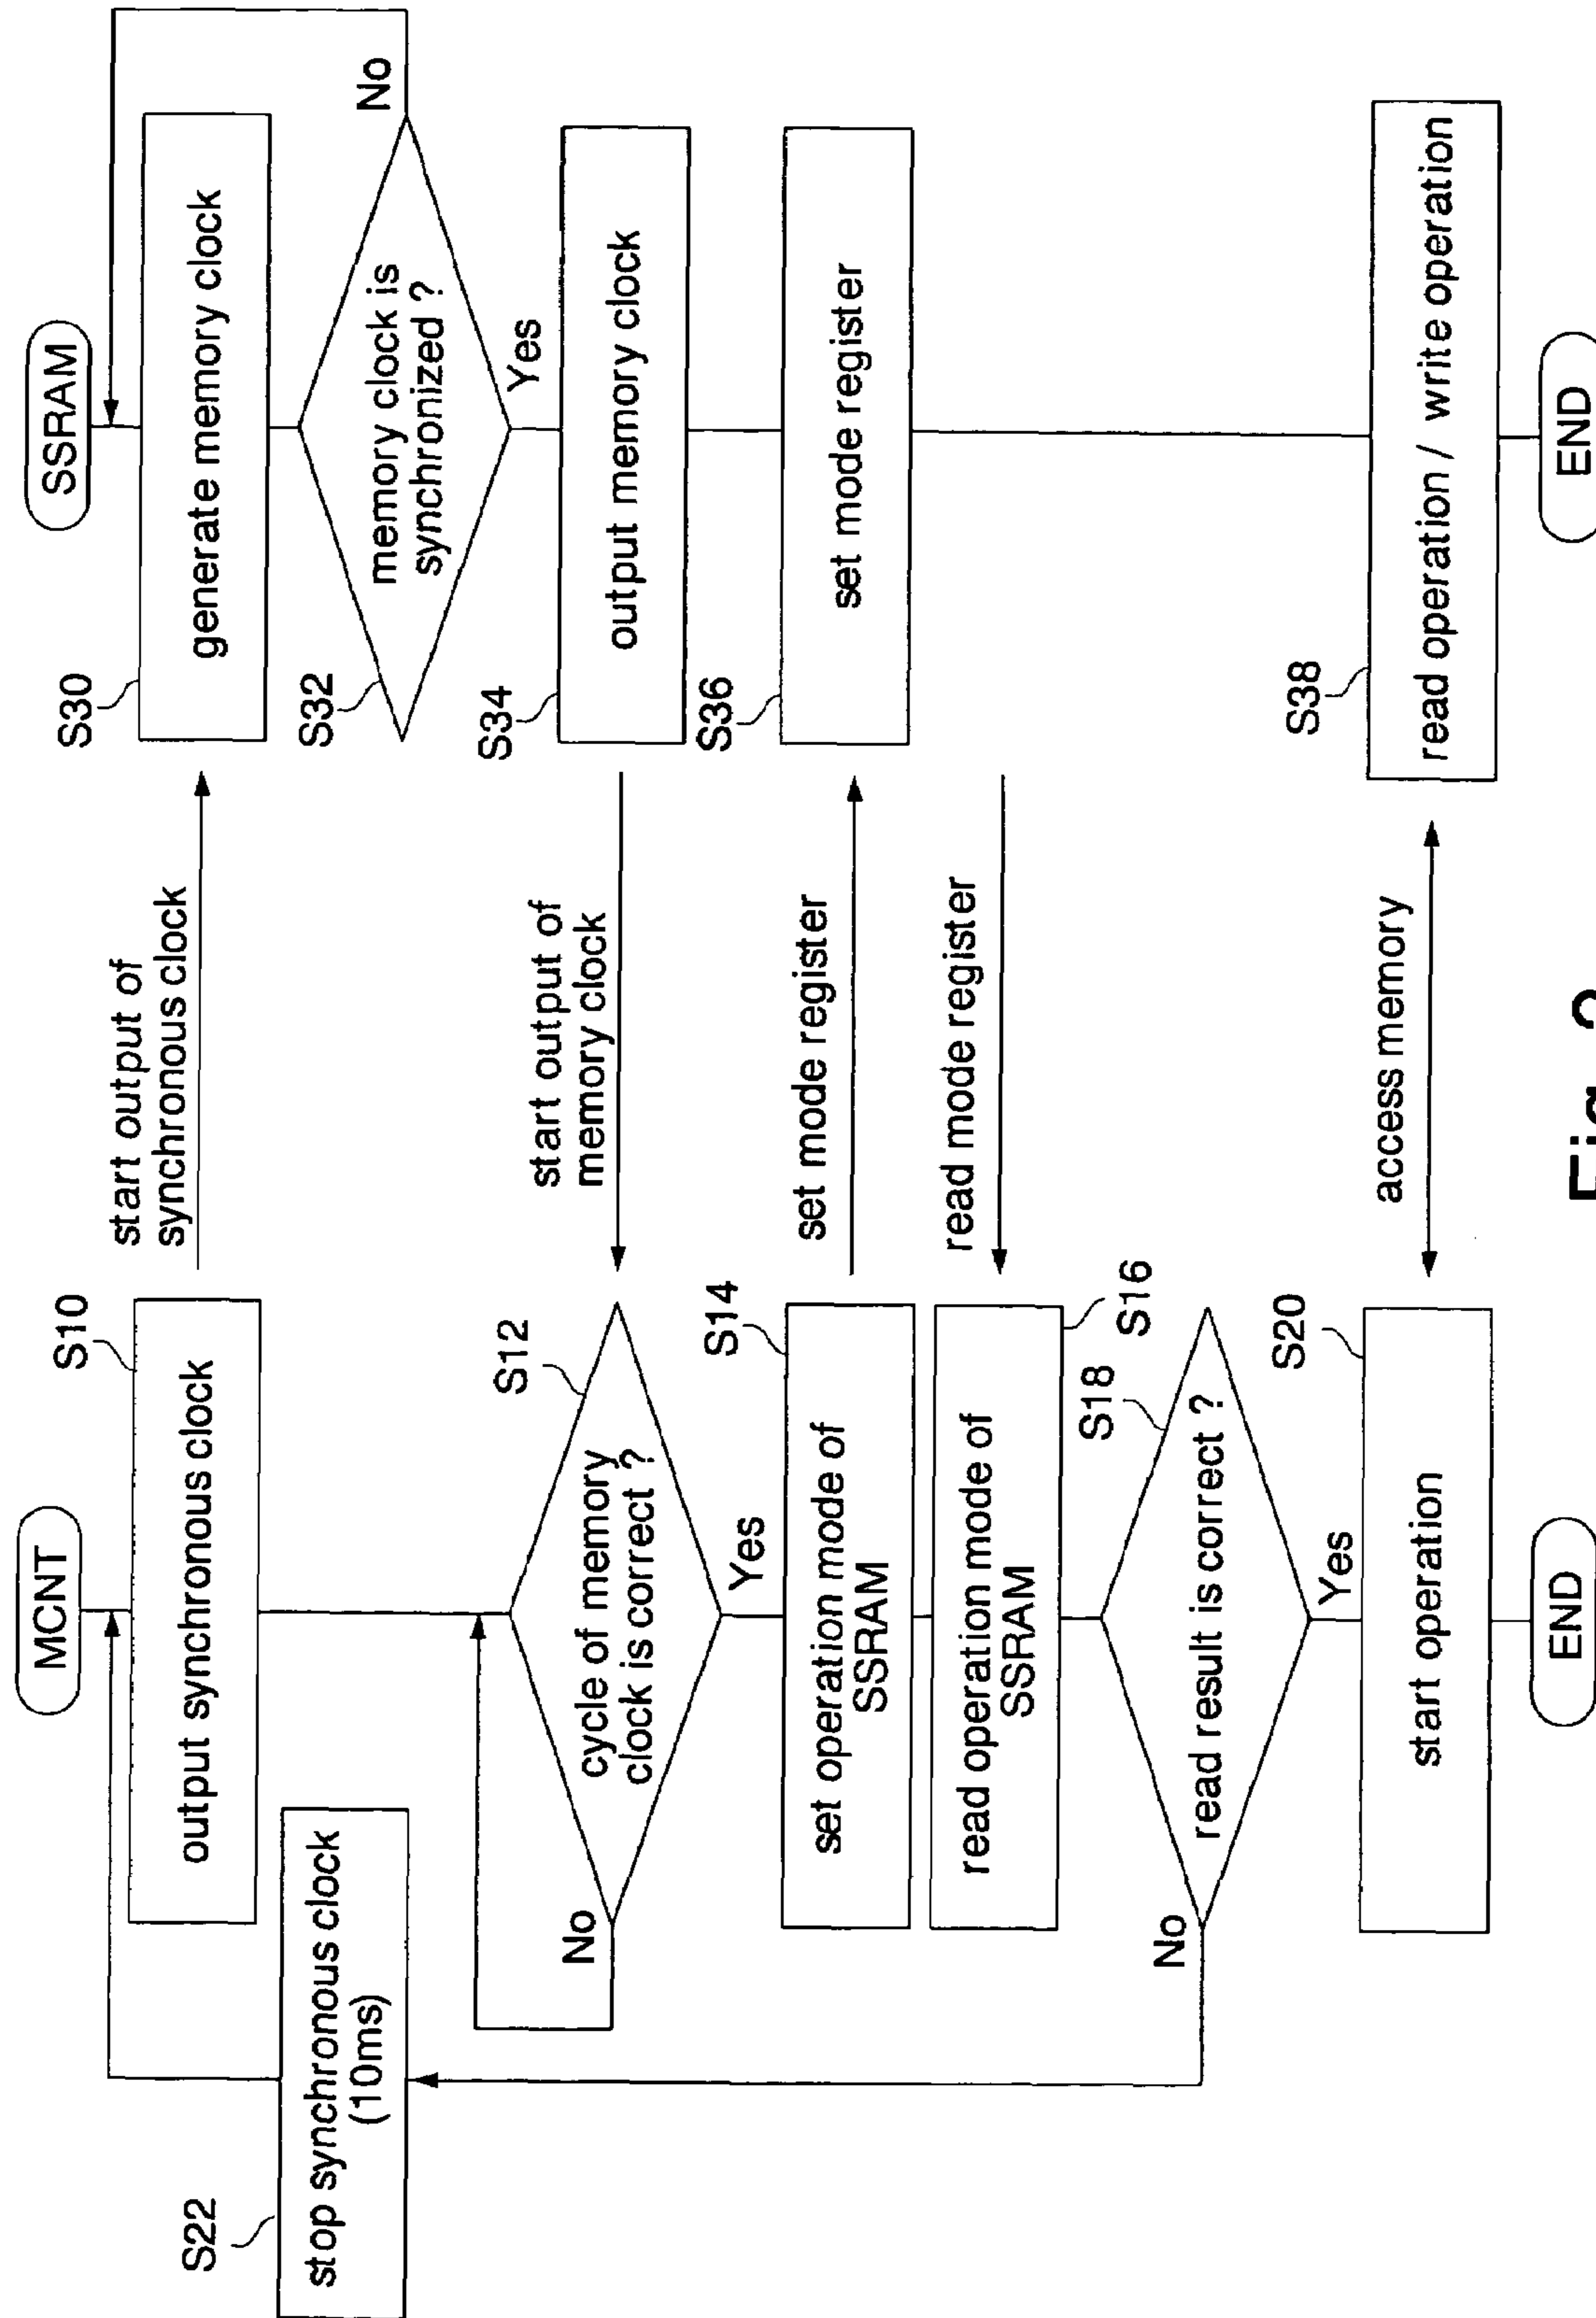 MCNT
S10
output synchronous clock
S22
stop synchronous clock
(10ms)
S12
cycle of memory
clock is correct ?
No
Yes
S14
set operation mode of
SSRAM
read operation mode of
SSRAM
S16
S18
read result is correct ?
No
Yes
S20
start operation
END
start output of
synchronous clock
start output of
memory clock
set mode register
read mode register
access memory
SSRAM
S30
generate memory clock
S32
memory clock is
synchronized ?
No
Yes
S34
output memory clock
S36
set mode register
S38
read operation / write operation
END